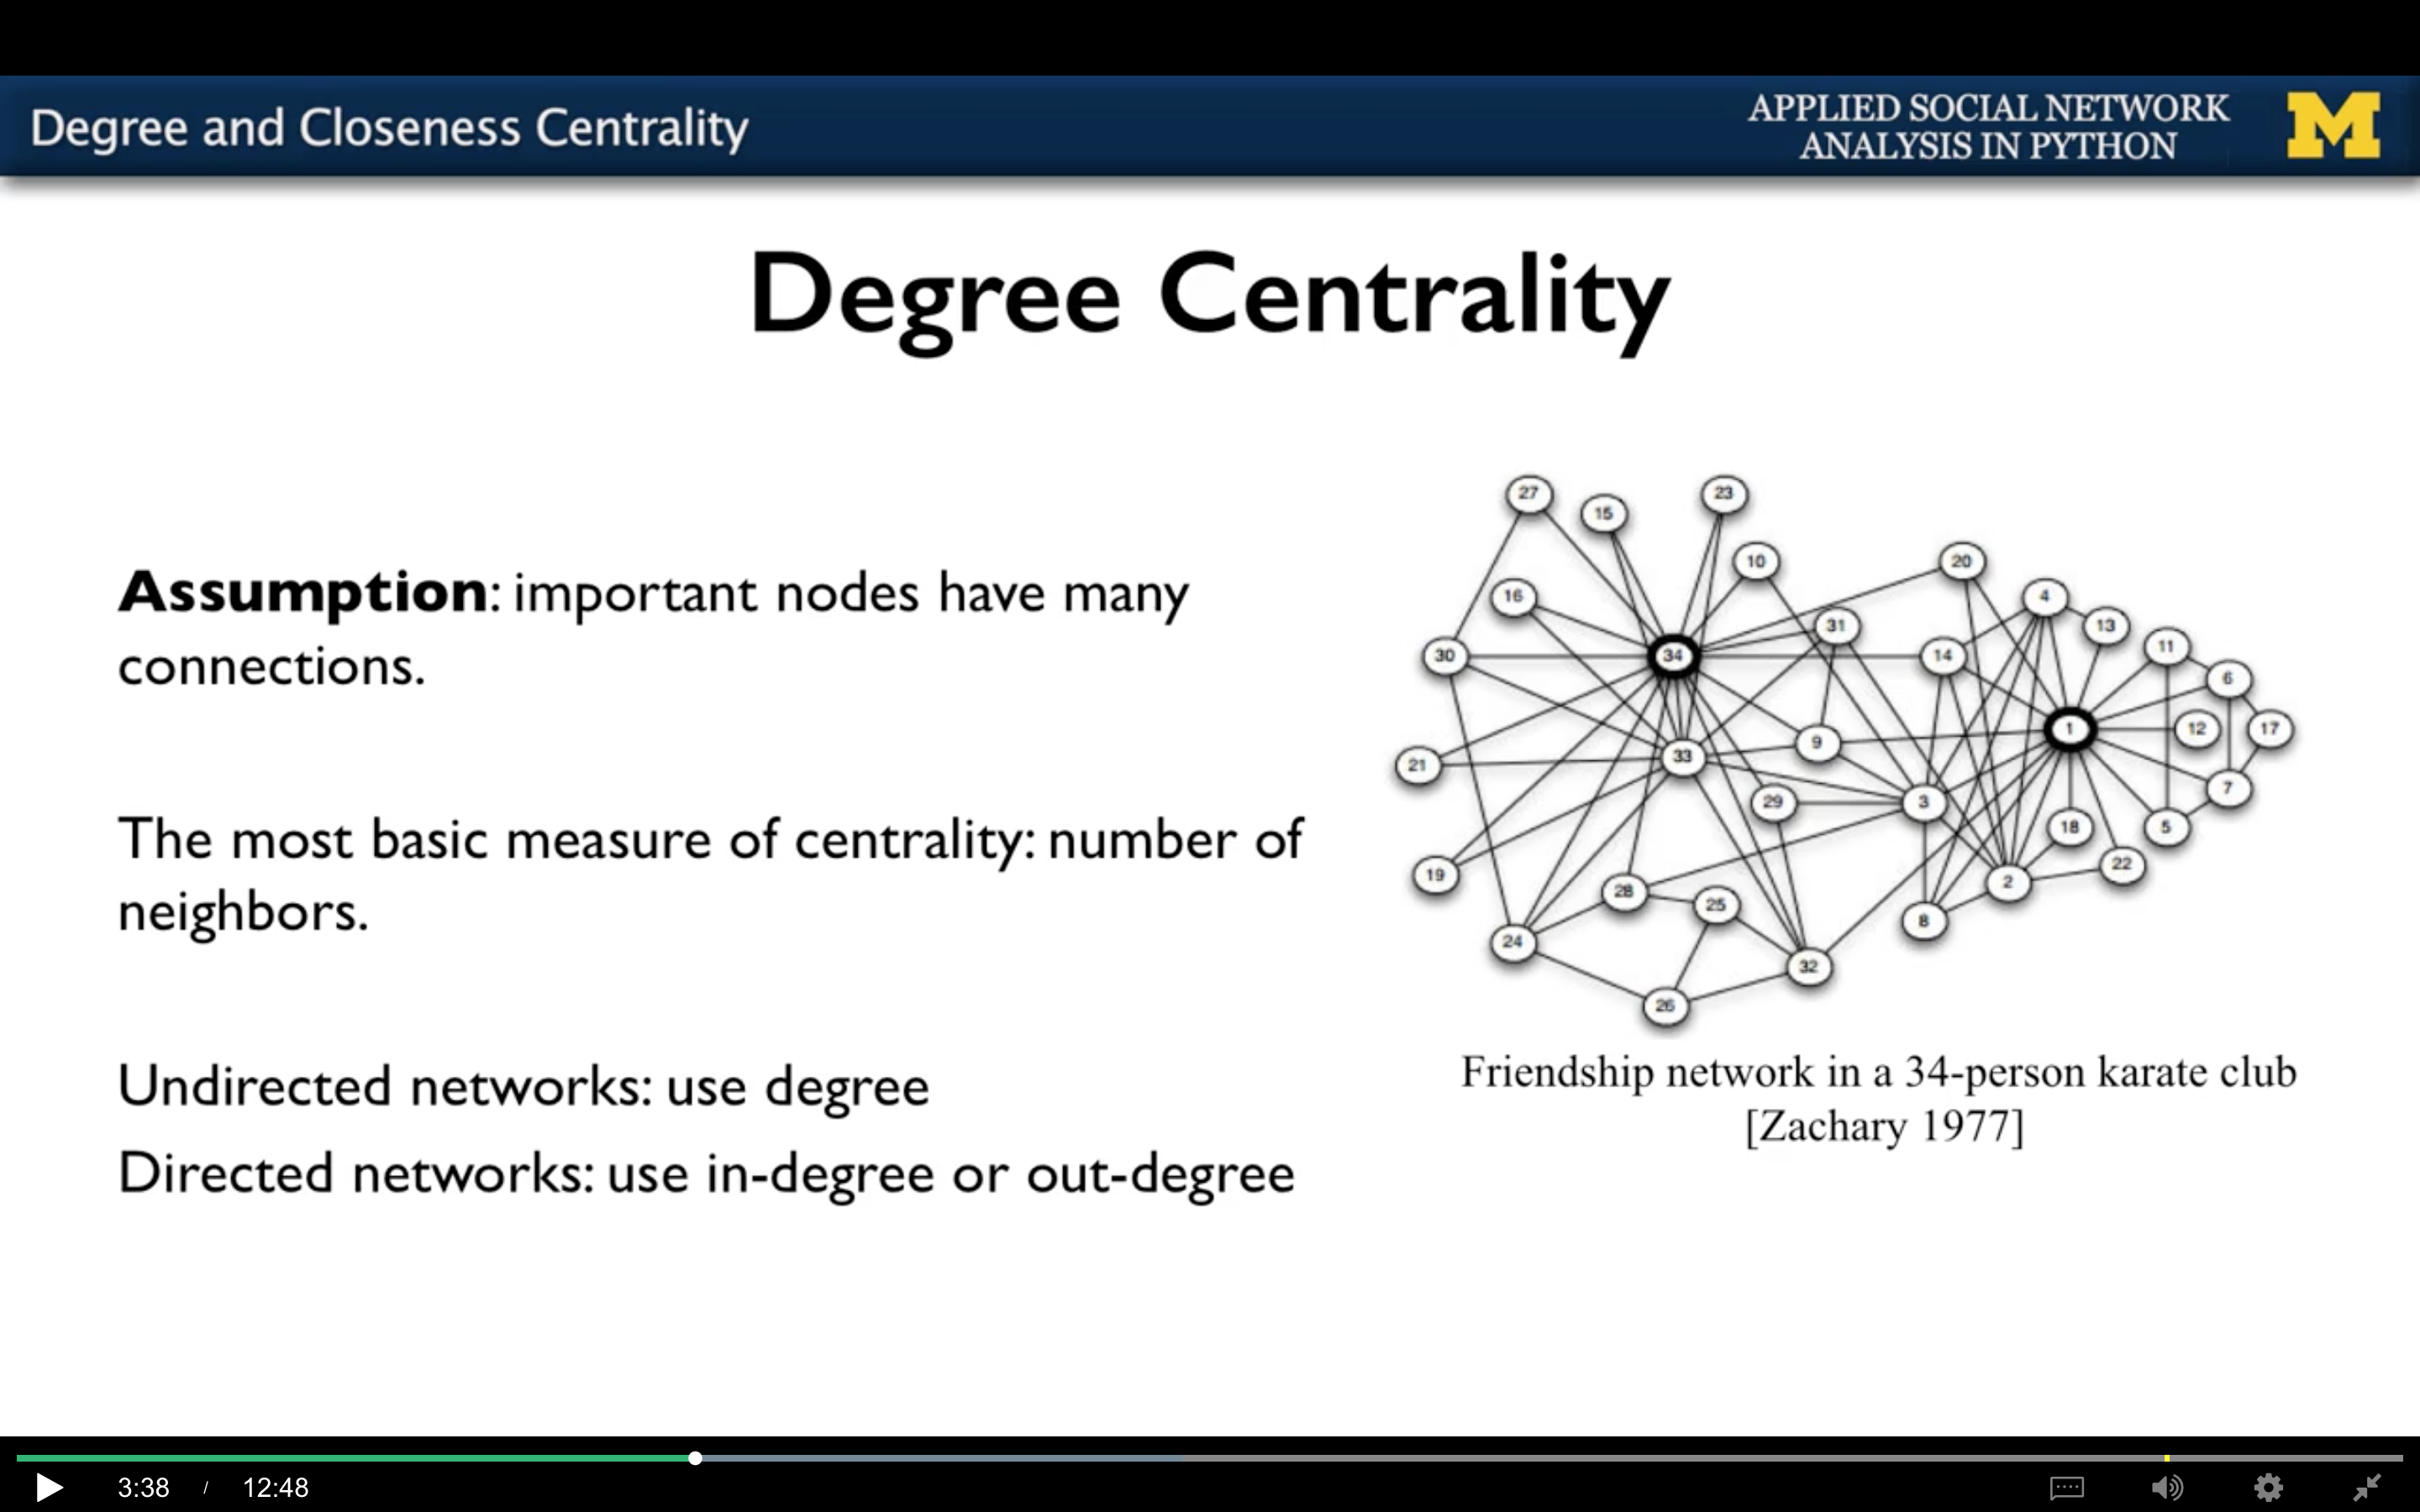 Degree and Closeness Centrality
APPLIED SOCIAL NETWORK
ANALYSIS IN PYTHON
M
Degree Centrality
Assumption: important nodes have many
connections.
The most basic measure of centrality: number of
neighbors.
Undirected networks: use degree
Directed networks: use in-degree or out-degree
27
15
23
10
20
16
4
31
13
30
34
14
11
6
1
12
17
9
33
21
7
29
3
18
5
22
19
2
28
25
8
24
32
26
Friendship network in a 34-person karate club
[Zachary 1977]
3:38 / 12:48